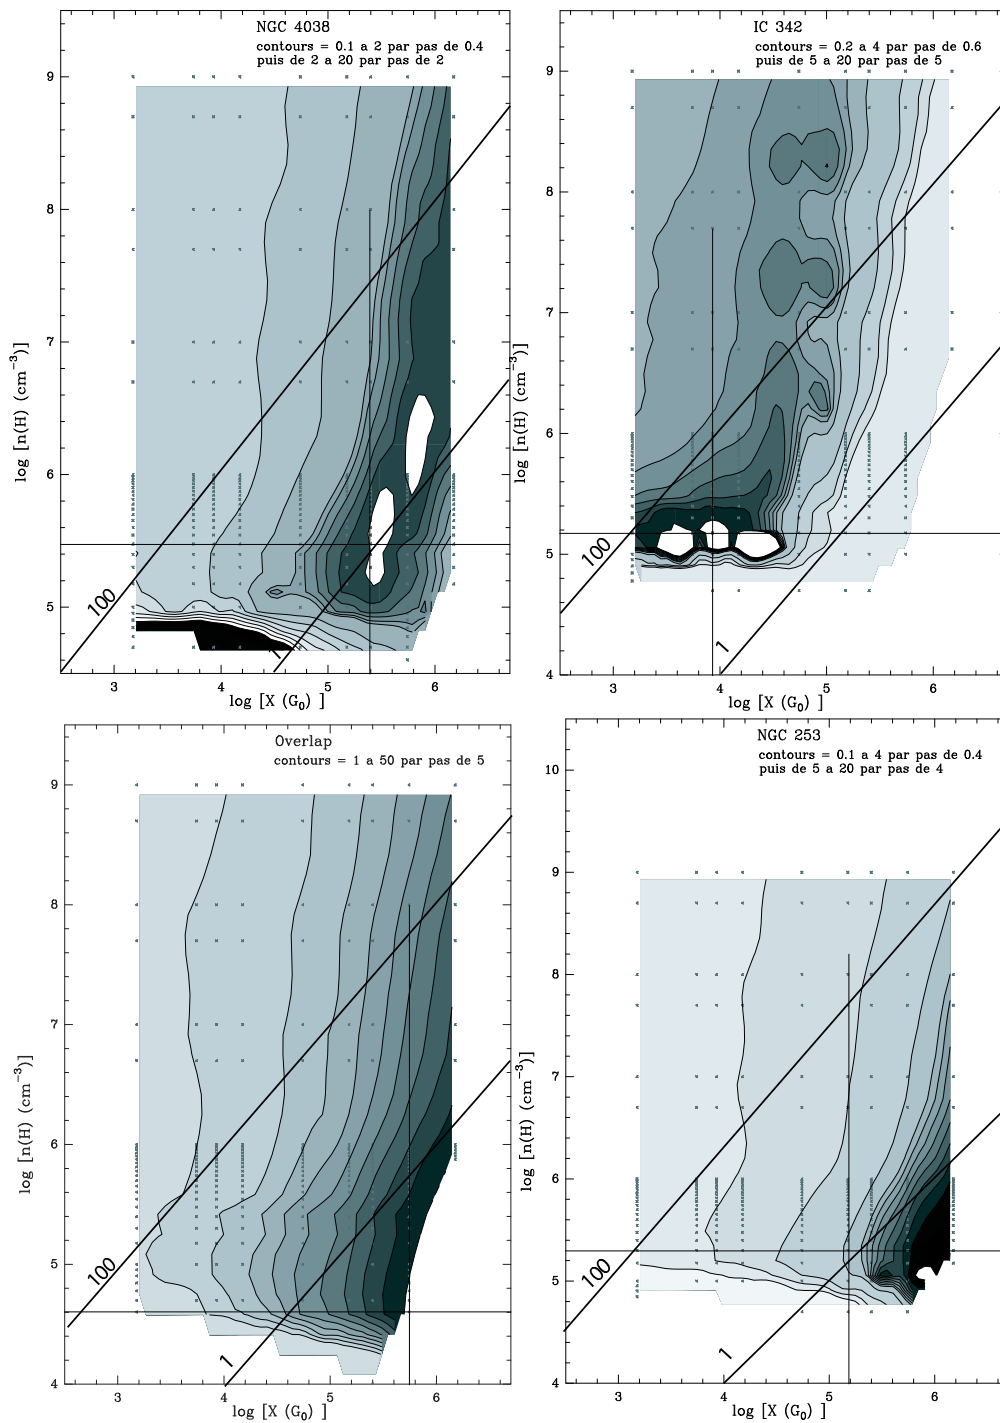 NGC 4038
contours = 0.1 a 2 par pas de 0.4
puis de 2 a 20 par pas de 2
9
8
7
6
5
3
4
5
6
log [n(H) (cm⁻³)]
log [X (G₀) ]
100
1
IC 342
contours = 0.2 a 4 par pas de 0.6
puis de 5 a 20 par pas de 5
9
8
7
6
5
4
3
4
5
6
log [n(H) (cm⁻³)]
log [X (G₀) ]
100
1
Overlap
contours = 1 a 50 par pas de 5
9
8
7
6
5
4
3
4
5
6
log [n(H) (cm⁻³)]
log [X (G₀) ]
100
1
NGC 253
contours = 0.1 a 4 par pas de 0.4
puis de 5 a 20 par pas de 4
10
9
8
7
6
5
4
3
4
5
6
log [n(H) (cm⁻³)]
log [X (G₀) ]
100
1